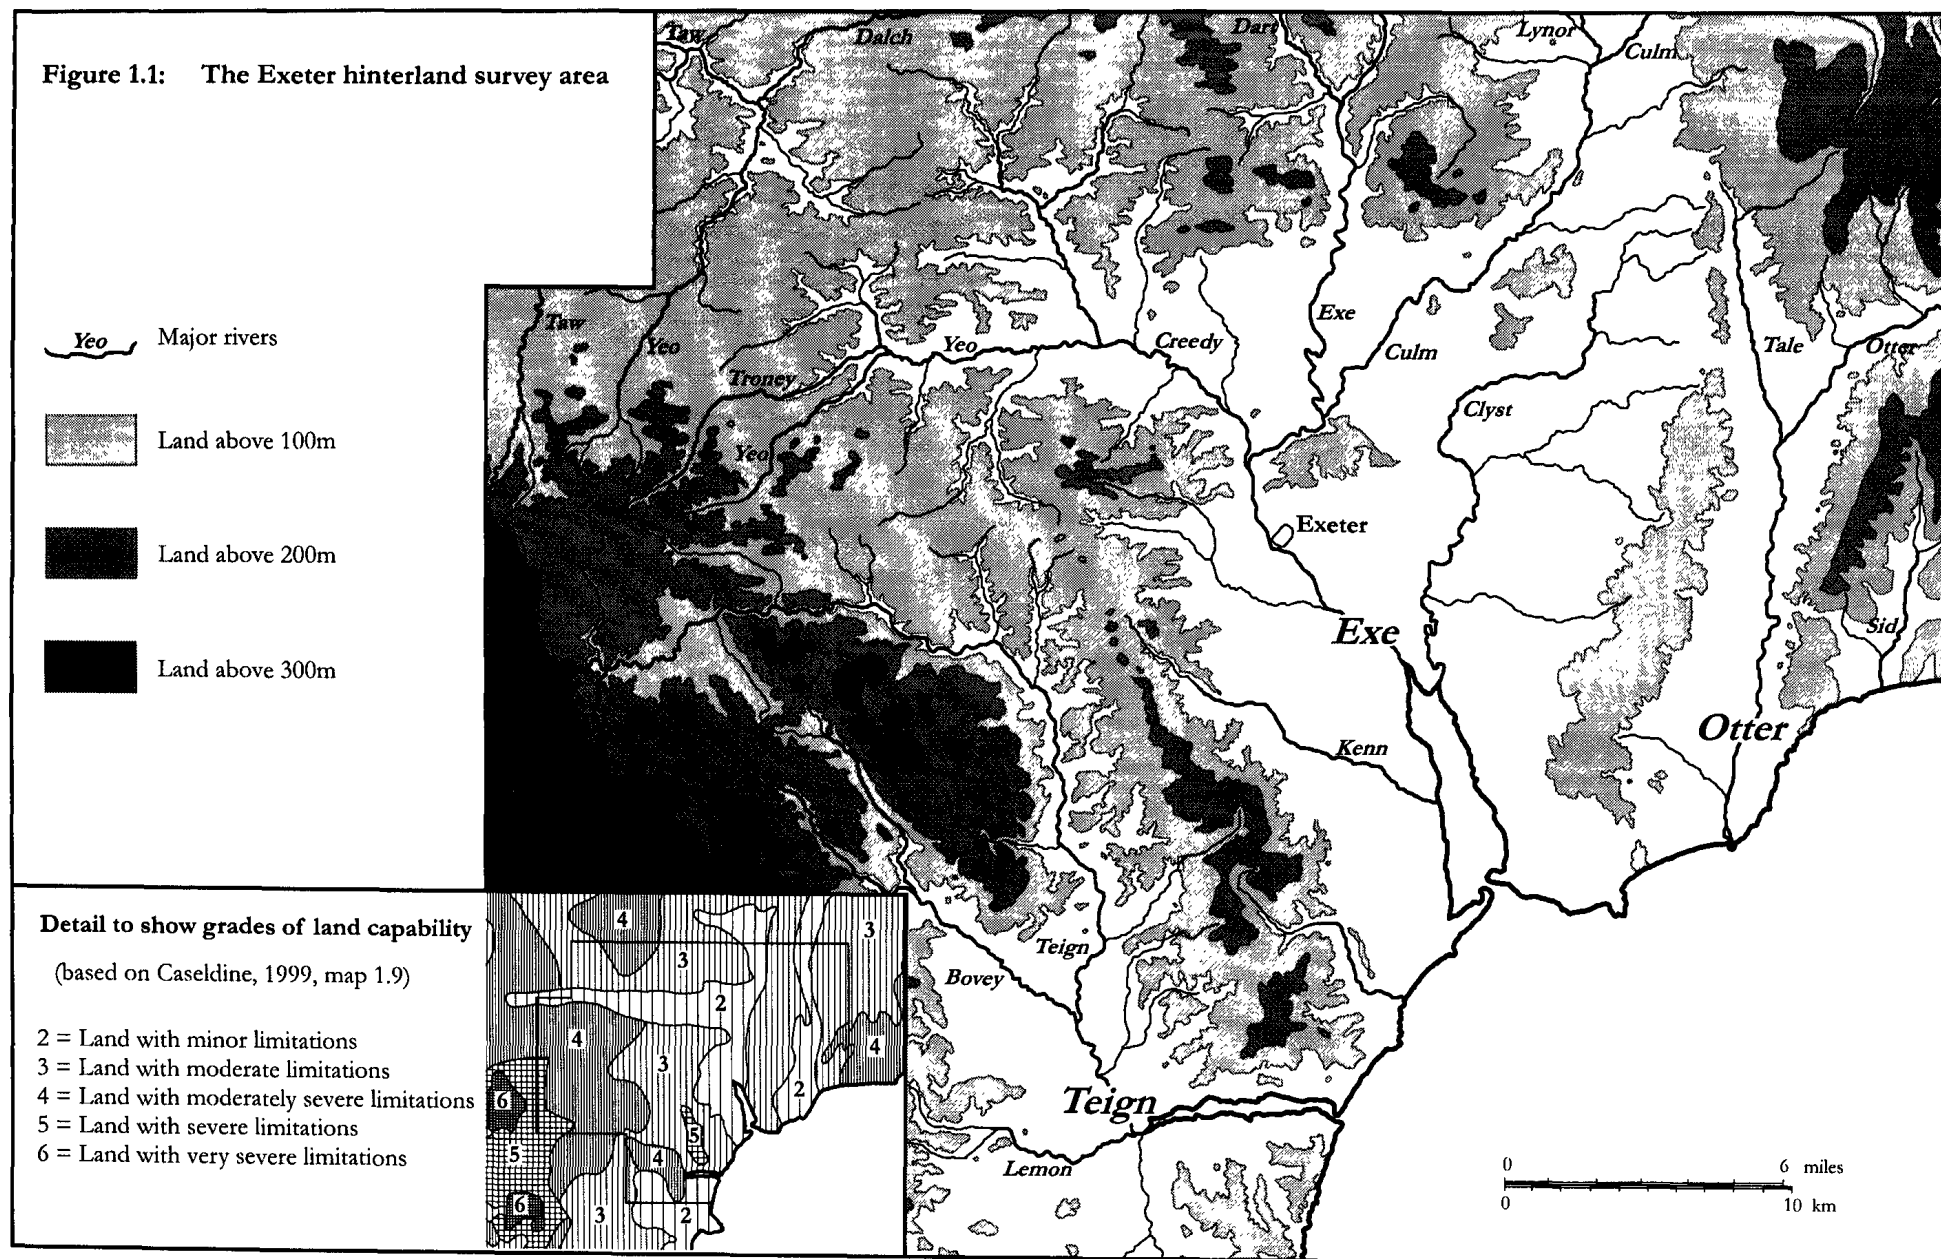 Figure 1.1: The Exeter hinterland survey area
Yeo Major rivers
Land above 100m
Land above 200m
Land above 300m
Detail to show grades of land capability
(based on Caseldine, 1999, map 1.9)
2 = Land with minor limitations
3 = Land with moderate limitations
4 = Land with moderately severe limitations
5 = Land with severe limitations
6 = Land with very severe limitations
4
3
3
2
4
3
4
2
6
5
5
4
6
3
2
Taw
Dalch
Dart
Lynor
Culm
Taw
Yeo
Troney
Yeo
Yeo
Creedy
Exe
Culm
Clyst
Tale
Otter
Exeter
Exe
Sid
Otter
Kenn
Teign
Bovey
Teign
Lemon
0 6 miles
0 10 km